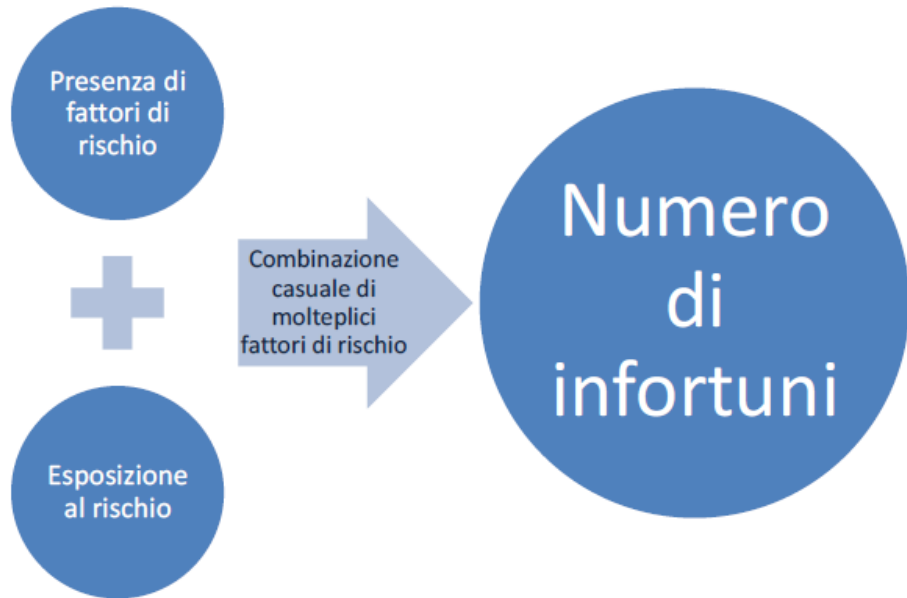 Presenza di
fattori di
rischio
Esposizione
al rischio
Combinazione
casuale di
molteplici
fattori di rischio
Numero
di
infortuni